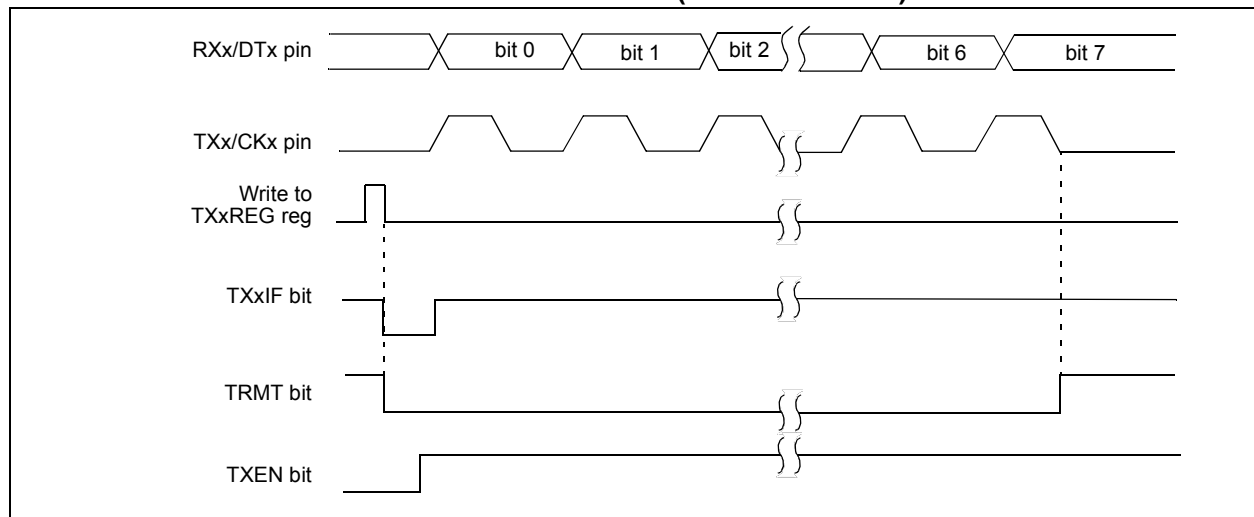 RXx/DTx pin
bit 0
bit 1
bit 2
bit 6
bit 7
TXx/CKx pin
Write to
TXxREG reg
TXxIF bit
TRMT bit
TXEN bit